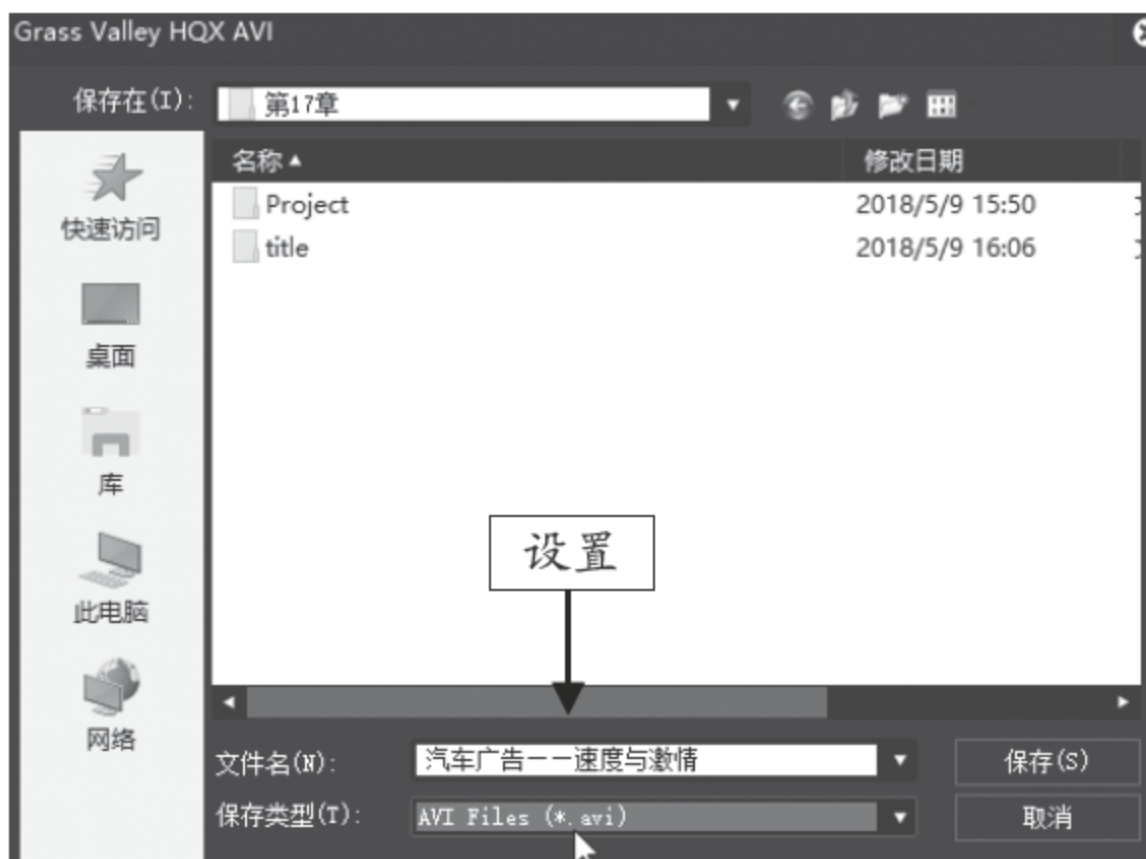 Grass Valley HQX AVI
保存在(I):
第17章
名称
修改日期
Project
2018/5/9 15:50
title
2018/5/9 16:06
快速访问
桌面
库
此电脑
网络
设置
文件名(N):
汽车广告——速度与激情
保存(S)
保存类型(T):
AVI Files (*.avi)
取消